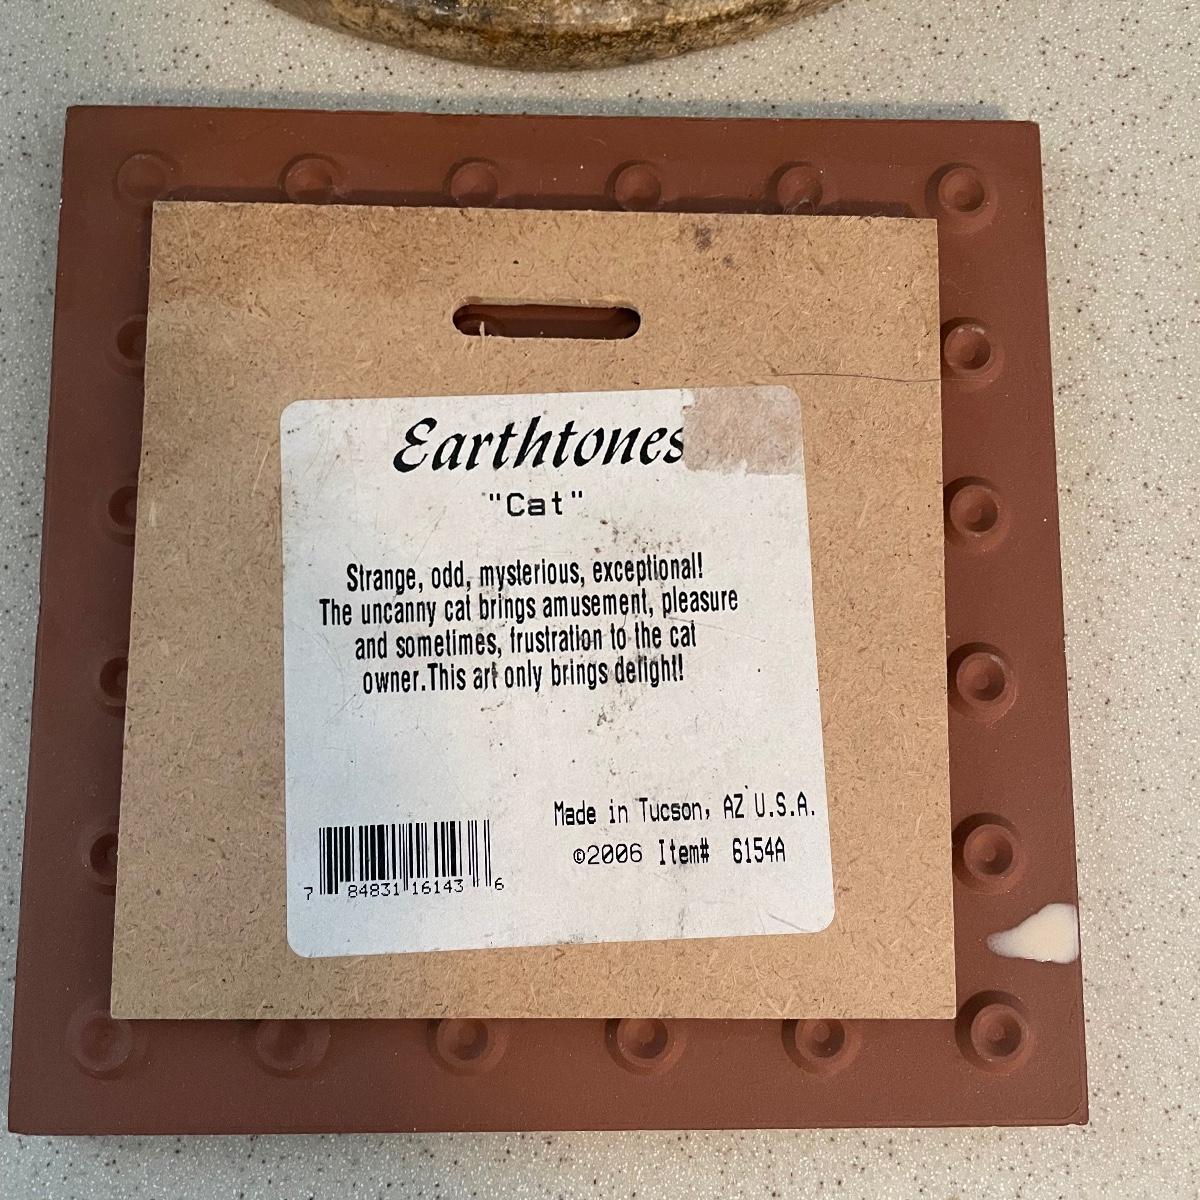 Earthtones
"Cat"
Strange, odd, mysterious, exceptional!
The uncanny cat brings amusement, pleasure
and sometimes, frustration to the cat
owner.This art only brings delight!
Made in Tucson, AZ U.S.A.
©2006 Item# 6154A
7 84831 16143 6